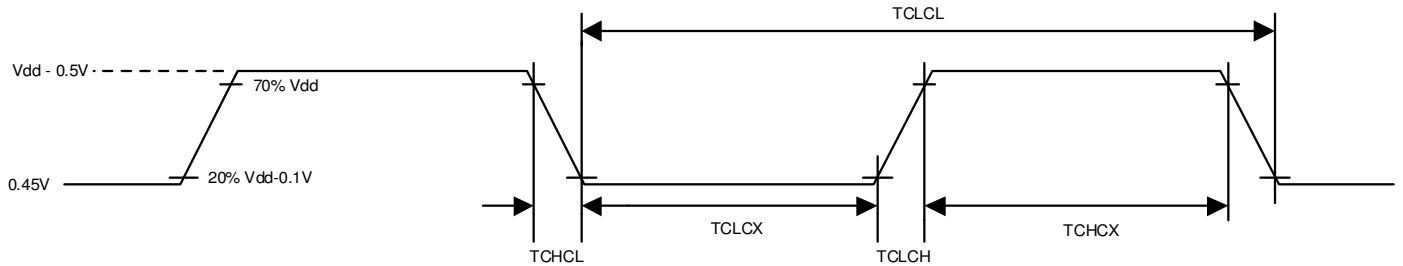 TCLCL
Vdd - 0.5V
70% Vdd
0.45V
20% Vdd-0.1V
TCLCX
TCHCX
TCHCL
TCLCH